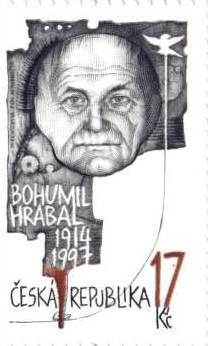 BOHUMIL
HRABAL
1914
1997
ČESKÁ REPUBLIKA 17
Kč